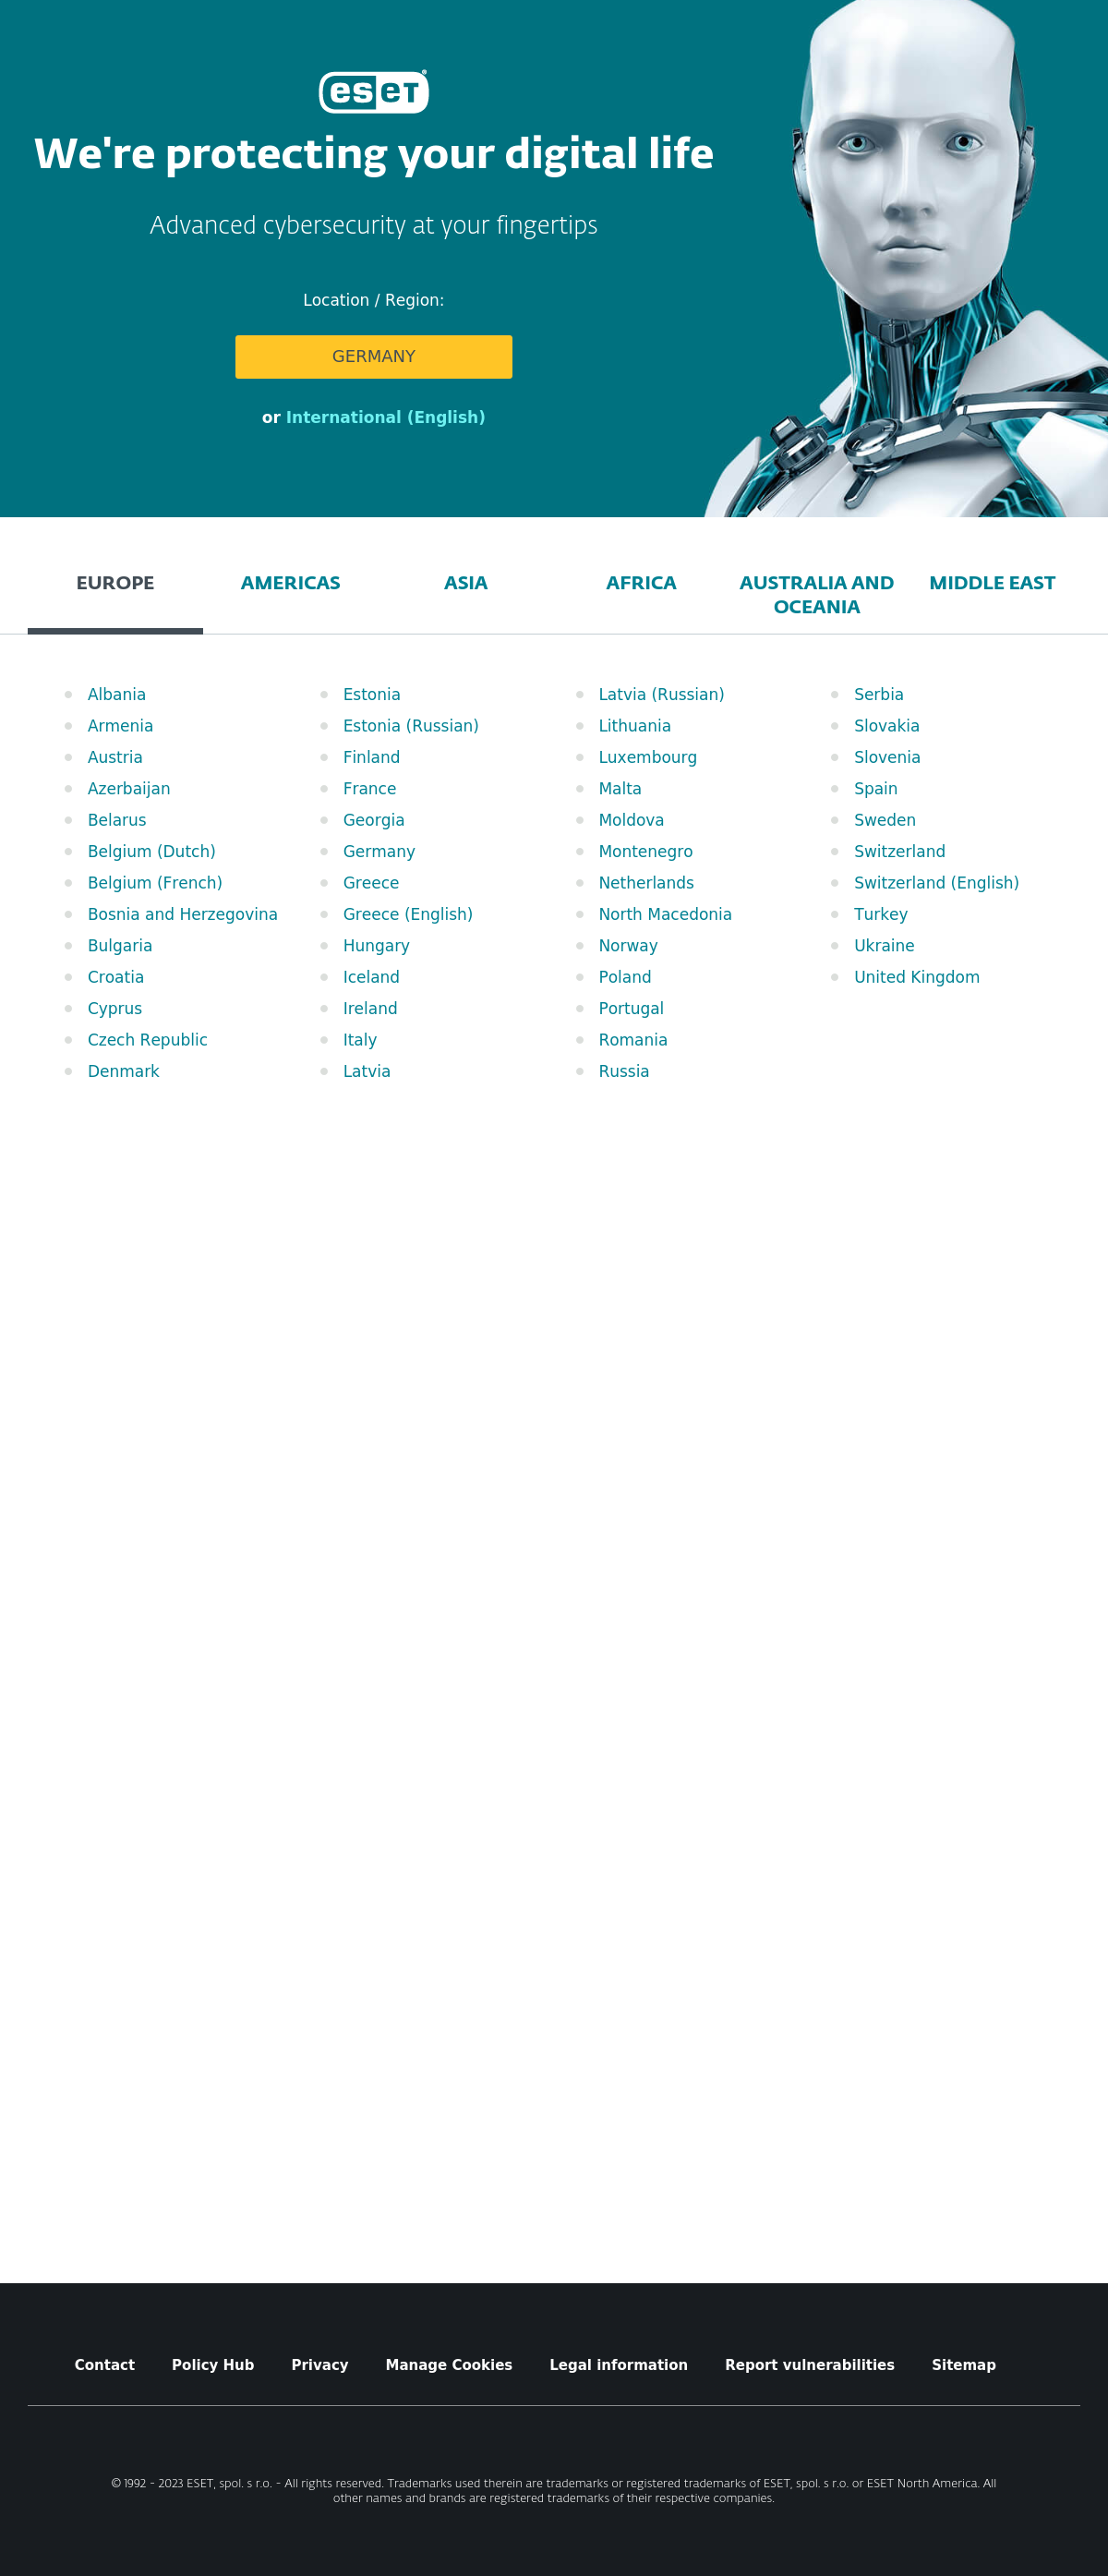 eset®
We're protecting your digital life
Advanced cybersecurity at your fingertips
Location / Region:
GERMANY
or International (English)
EUROPE
AMERICAS
ASIA
AFRICA
AUSTRALIA AND
OCEANIA
MIDDLE EAST
Albania
Armenia
Austria
Azerbaijan
Belarus
Belgium (Dutch)
Belgium (French)
Bosnia and Herzegovina
Bulgaria
Croatia
Cyprus
Czech Republic
Denmark
Estonia
Estonia (Russian)
Finland
France
Georgia
Germany
Greece
Greece (English)
Hungary
Iceland
Ireland
Italy
Latvia
Latvia (Russian)
Lithuania
Luxembourg
Malta
Moldova
Montenegro
Netherlands
North Macedonia
Norway
Poland
Portugal
Romania
Russia
Serbia
Slovakia
Slovenia
Spain
Sweden
Switzerland
Switzerland (English)
Turkey
Ukraine
United Kingdom
Contact
Policy Hub
Privacy
Manage Cookies
Legal information
Report vulnerabilities
Sitemap
© 1992 - 2023 ESET, spol. s r.o. - All rights reserved. Trademarks used therein are trademarks or registered trademarks of ESET, spol. s r.o. or ESET North America. All
other names and brands are registered trademarks of their respective companies.